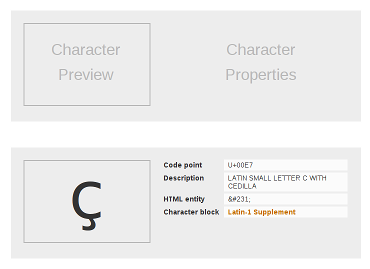 Character
Preview
Character
Properties
ç
Code point U+00E7
Description LATIN SMALL LETTER C WITH
CEDILLA
HTML entity &#231;
Character block Latin-1 Supplement